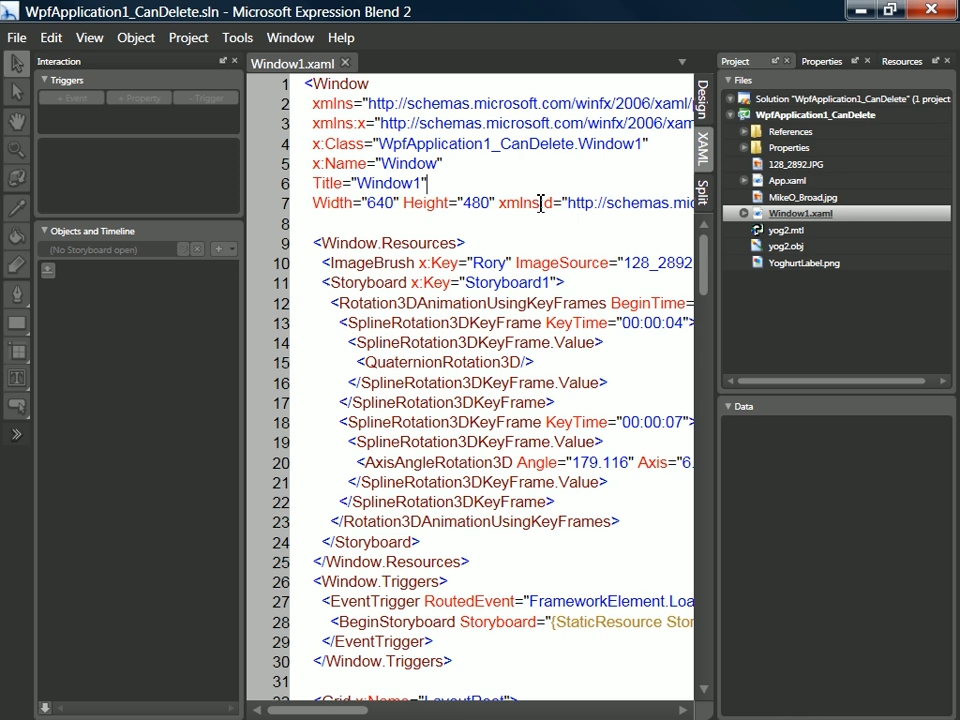 WpfApplication1_CanDelete.sln - Microsoft Expression Blend 2
File Edit View Object Project Tools Window Help
Interaction
Triggers
+ Event + Property - Trigger
Objects and Timeline
(No Storyboard open)
Window1.xaml
1 <Window
2 xmlns="http://schemas.microsoft.com/winfx/2006/xaml/
3 xmlns:x="http://schemas.microsoft.com/winfx/2006/xam
4 x:Class="WpfApplication1_CanDelete.Window1"
5 x:Name="Window"
6 Title="Window1"
7 Width="640" Height="480" xmlns:d="http://schemas.mic
8
9 <Window.Resources>
10 <ImageBrush x:Key="Rory" ImageSource="128_2892
11 <Storyboard x:Key="Storyboard1">
12 <Rotation3DAnimationUsingKeyFrames BeginTime=
13 <SplineRotation3DKeyFrame KeyTime="00:00:04">
14 <SplineRotation3DKeyFrame.Value>
15 <QuaternionRotation3D/>
16 </SplineRotation3DKeyFrame.Value>
17 </SplineRotation3DKeyFrame>
18 <SplineRotation3DKeyFrame KeyTime="00:00:07">
19 <SplineRotation3DKeyFrame.Value>
20 <AxisAngleRotation3D Angle="179.116" Axis="6.
21 </SplineRotation3DKeyFrame.Value>
22 </SplineRotation3DKeyFrame>
23 </Rotation3DAnimationUsingKeyFrames>
24 </Storyboard>
25 </Window.Resources>
26 <Window.Triggers>
27 <EventTrigger RoutedEvent="FrameworkElement.Loa
28 <BeginStoryboard Storyboard="{StaticResource Stor
29 </EventTrigger>
30 </Window.Triggers>
31
32 <Grid x:Name="LayoutRoot">
Design
XAML
Split
Project Properties Resources
Files
Solution "WpfApplication1_CanDelete" (1 project
WpfApplication1_CanDelete
References
Properties
128_2892.JPG
App.xaml
MikeO_Broad.jpg
Window1.xaml
yog2.mtl
yog2.obj
YoghurtLabel.png
Data